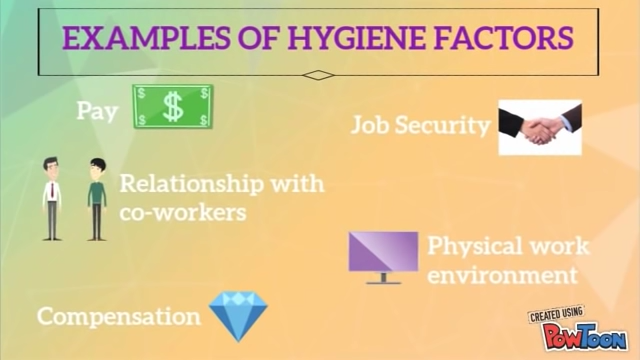 EXAMPLES OF HYGIENE FACTORS
Pay
$ $ $ $ $
Job Security
Relationship with
co-workers
Physical work
environment
Compensation
CREATED USING
POWTOON